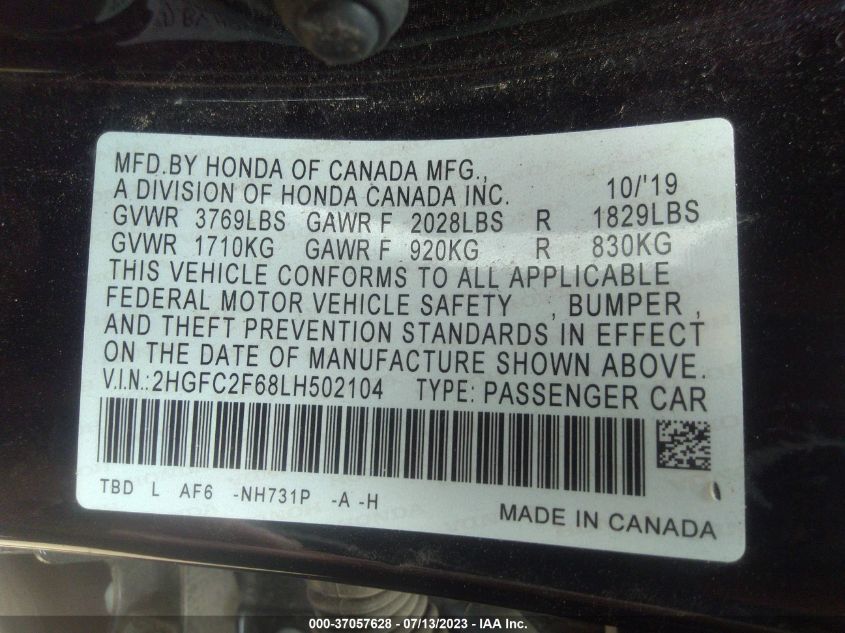 MFD.BY HONDA OF CANADA MFG.,
A DIVISION OF HONDA CANADA INC. 10/'19
GVWR 3769LBS GAWR F 2028LBS R 1829LBS
GVWR 1710KG GAWR F 920KG R 830KG
THIS VEHICLE CONFORMS TO ALL APPLICABLE
FEDERAL MOTOR VEHICLE SAFETY , BUMPER ,
AND THEFT PREVENTION STANDARDS IN EFFECT
ON THE DATE OF MANUFACTURE SHOWN ABOVE.
V.I.N.:2HGFC2F68LH502104 TYPE: PASSENGER CAR
TBD L AF6 -NH731P -A -H
MADE IN CANADA
000-37057628 - 07/13/2023 - IAA Inc.